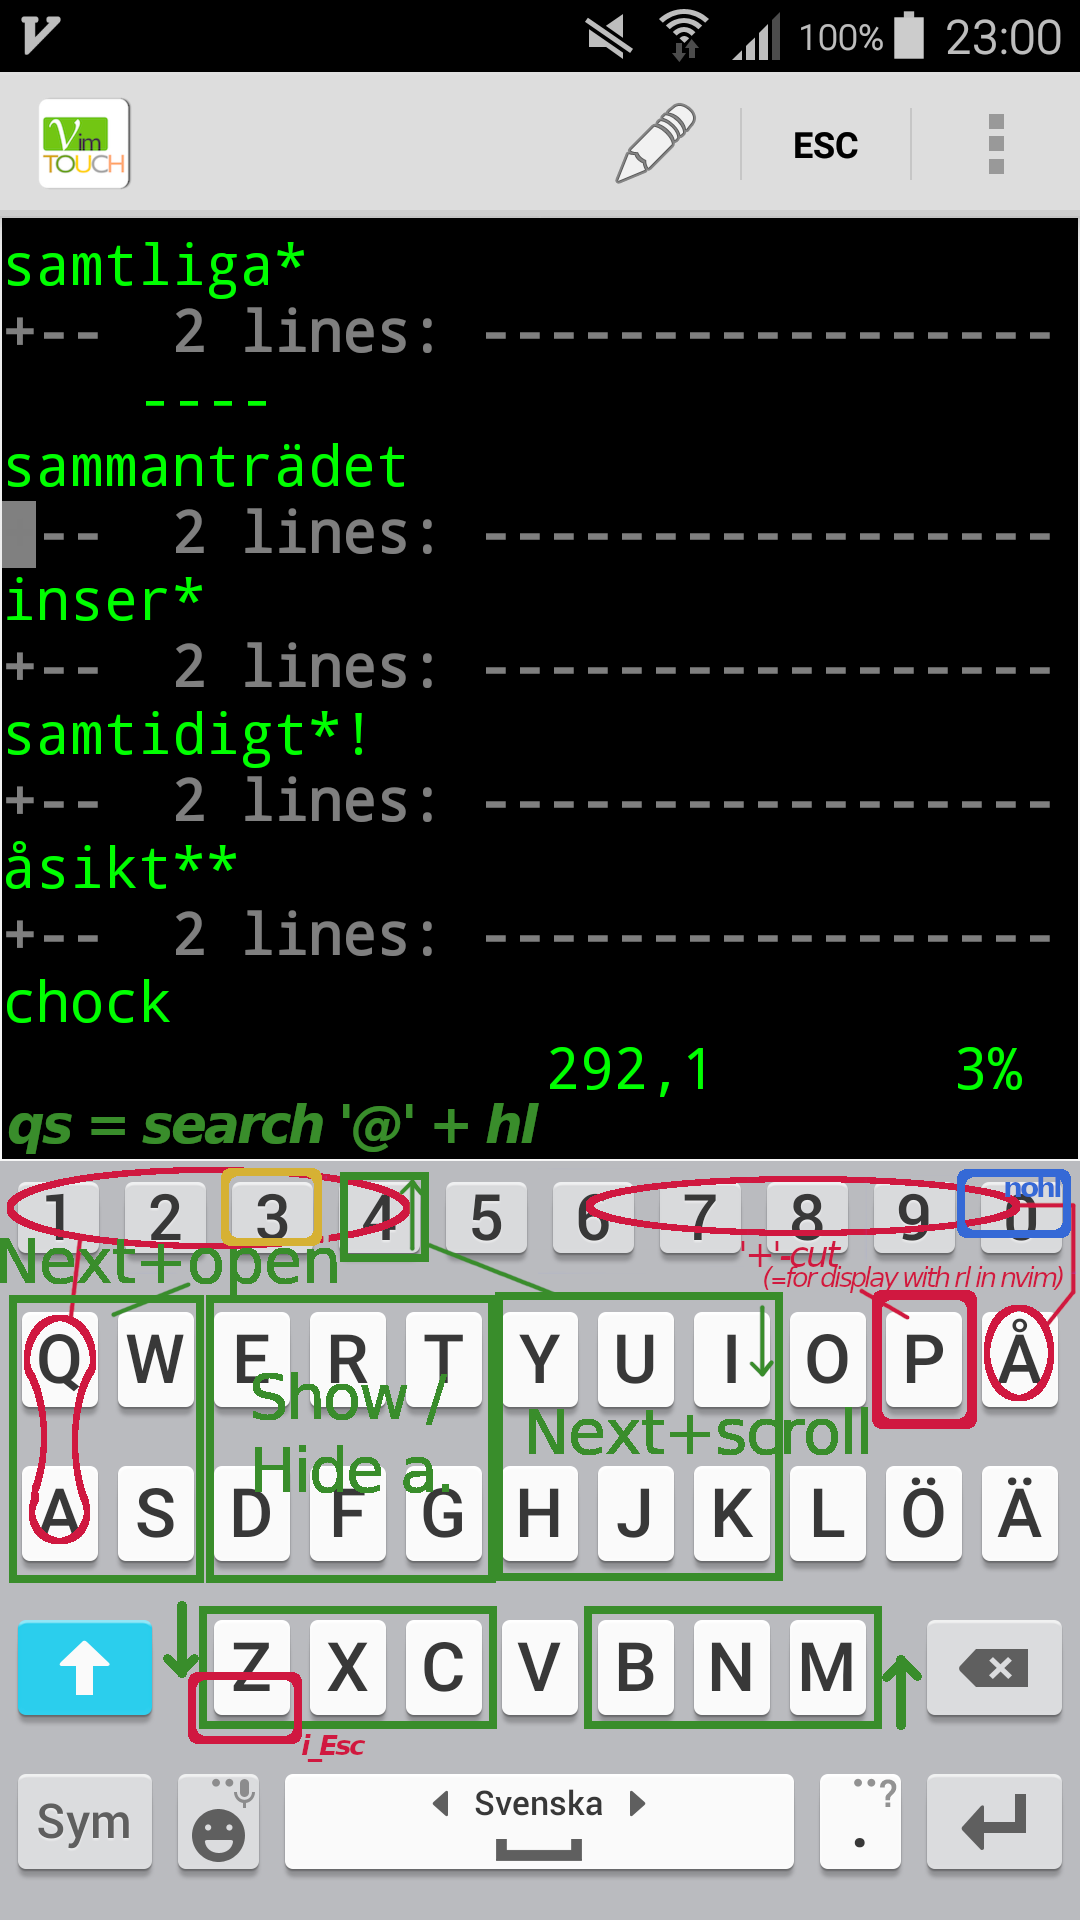 100% 23:00
Vim
TOUCH
ESC
samtliga*
+-- 2 lines: -----------------
----
sammanträdet
-- 2 lines: -----------------
inser*
+-- 2 lines: -----------------
samtidigt*!
+-- 2 lines: -----------------
åsikt**
+-- 2 lines: -----------------
chock
292,1 3%
qs = search '@' + hl
nohl
1 2 3 4 5 6 7 8 9 0
Next+open
'+'-cut
(=for display with rl in nvim)
Q W E R T Y U I O P Å
Show /
Next+scroll
Hide a.
A S D F G H J K L Ö Ä
Z X C V B N M
i_Esc
Sym
Svenska
?
.